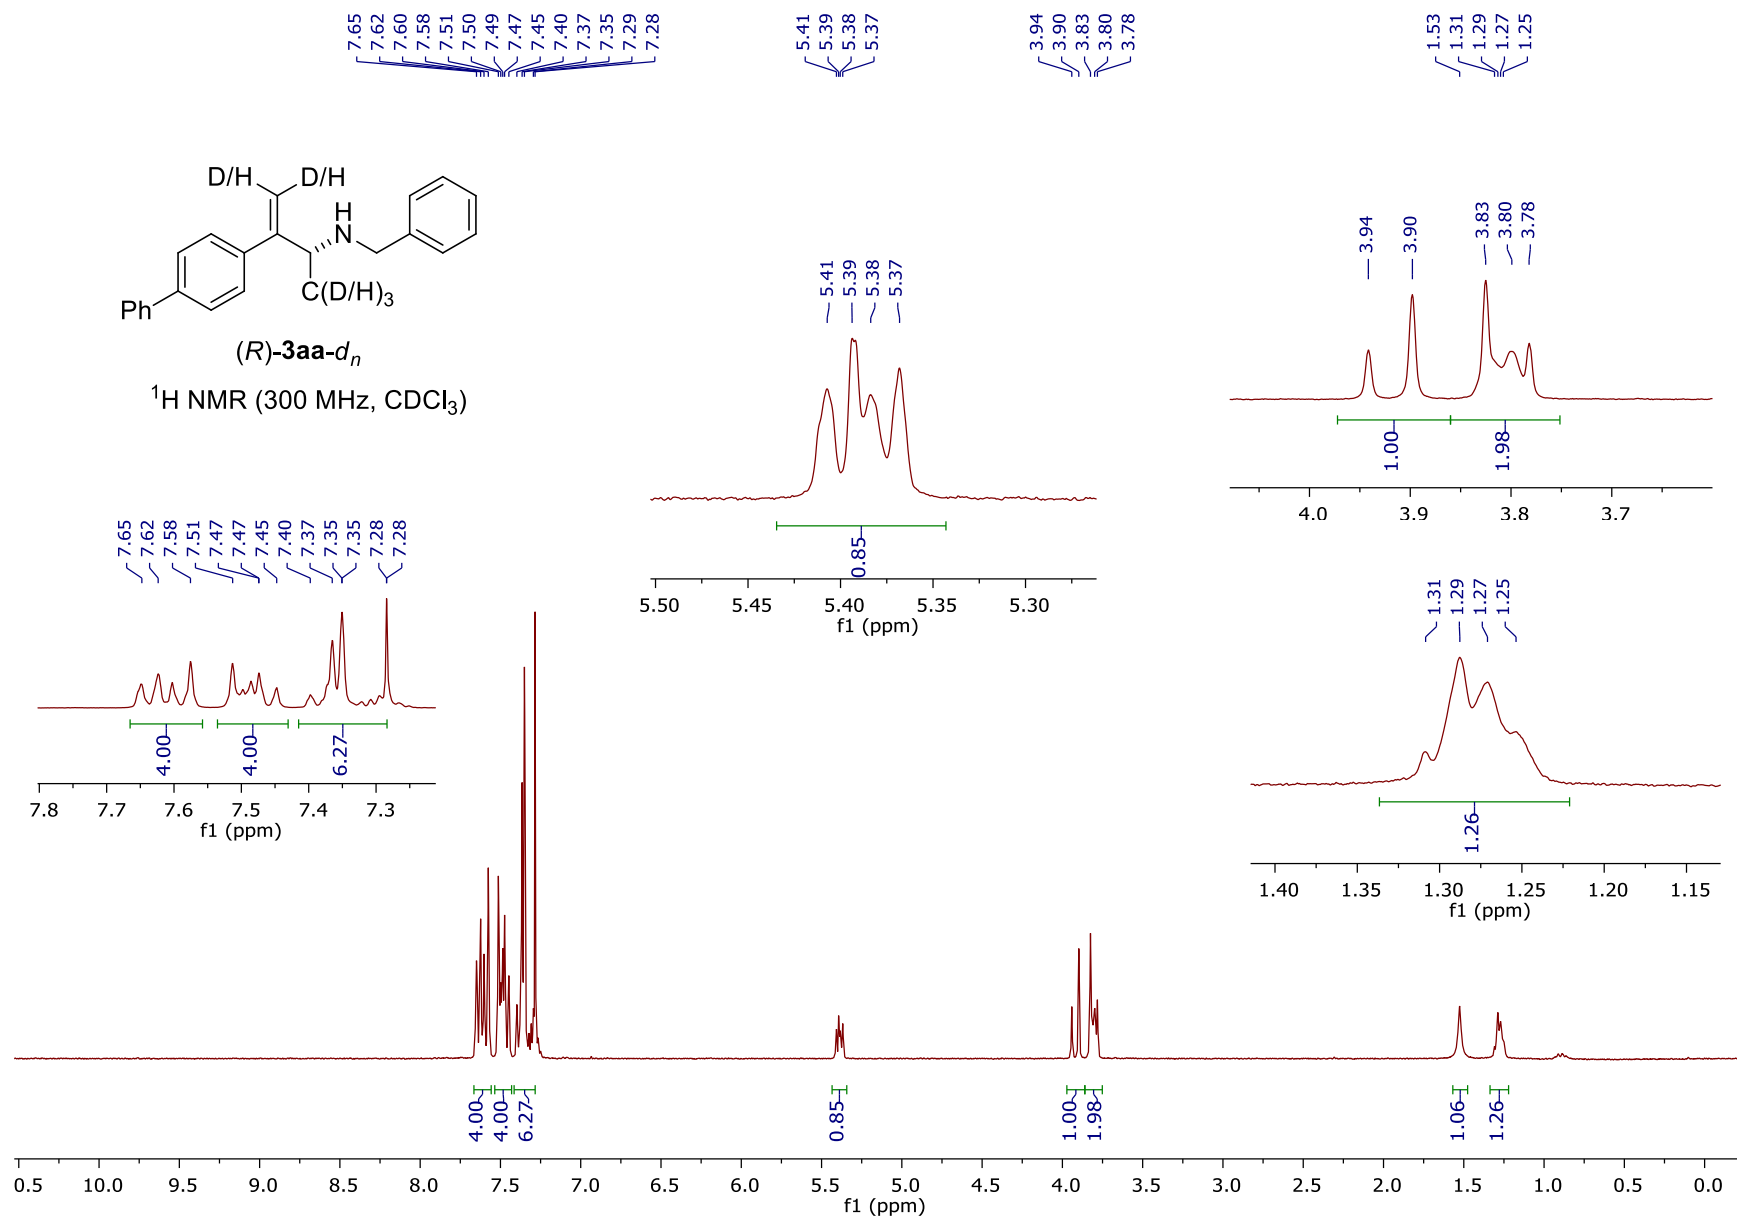 7.65 7.62 7.60 7.58 7.51 7.50 7.49 7.47 7.45 7.40 7.37 7.35 7.29 7.28
5.41 5.39 5.38 5.37
3.94 3.90 3.83 3.80 3.78
1.53 1.31 1.29 1.27 1.25
D/H D/H
H
N
Ph
C(D/H)₃
(R)-3aa-dₙ
¹H NMR (300 MHz, CDCl₃)
5.41 5.39 5.38 5.37
0.85
5.50 5.45 5.40 5.35 5.30
f1 (ppm)
3.94 3.90 3.83 3.80 3.78
1.00 1.98
4.0 3.9 3.8 3.7
7.65 7.62 7.58 7.51 7.47 7.47 7.45 7.40 7.37 7.35 7.35 7.28 7.28
4.00 4.00 6.27
7.8 7.7 7.6 7.5 7.4 7.3
f1 (ppm)
1.31 1.29 1.27 1.25
1.26
1.40 1.35 1.30 1.25 1.20 1.15
f1 (ppm)
4.00 4.00 6.27 0.85 1.00 1.98 1.06 1.26
0.5 10.0 9.5 9.0 8.5 8.0 7.5 7.0 6.5 6.0 5.5 5.0 4.5 4.0 3.5 3.0 2.5 2.0 1.5 1.0 0.5 0.0
f1 (ppm)